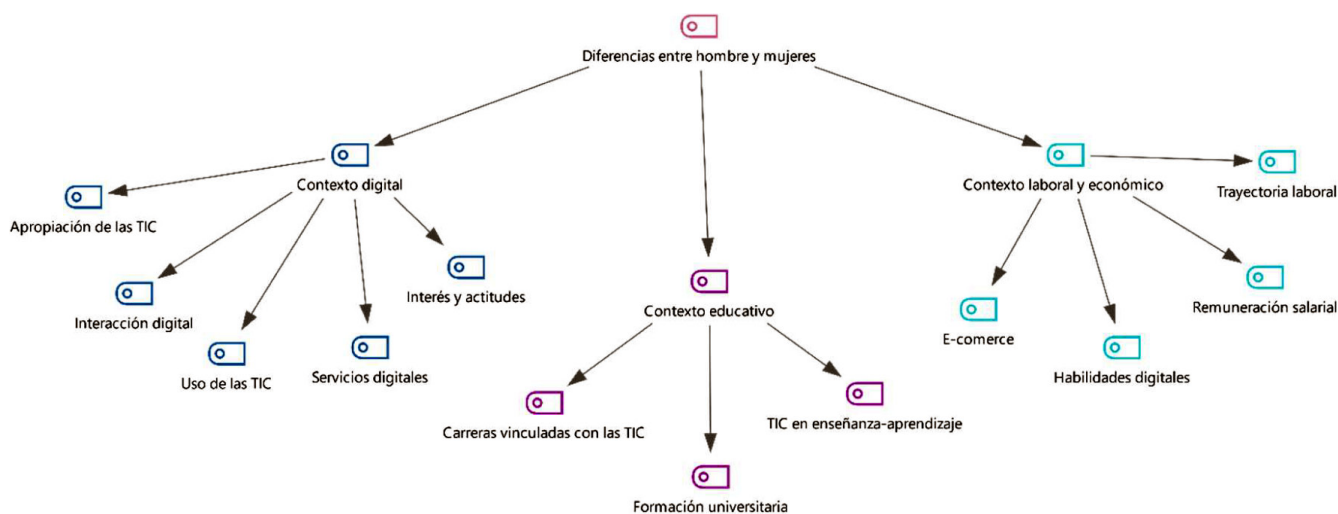 Diferencias entre hombre y mujeres
Contexto digital
Apropiación de las TIC
Interacción digital
Uso de las TIC
Servicios digitales
Interés y actitudes
Contexto educativo
Carreras vinculadas con las TIC
Formación universitaria
TIC en enseñanza-aprendizaje
Contexto laboral y económico
E-comerce
Habilidades digitales
Remuneración salarial
Trayectoria laboral